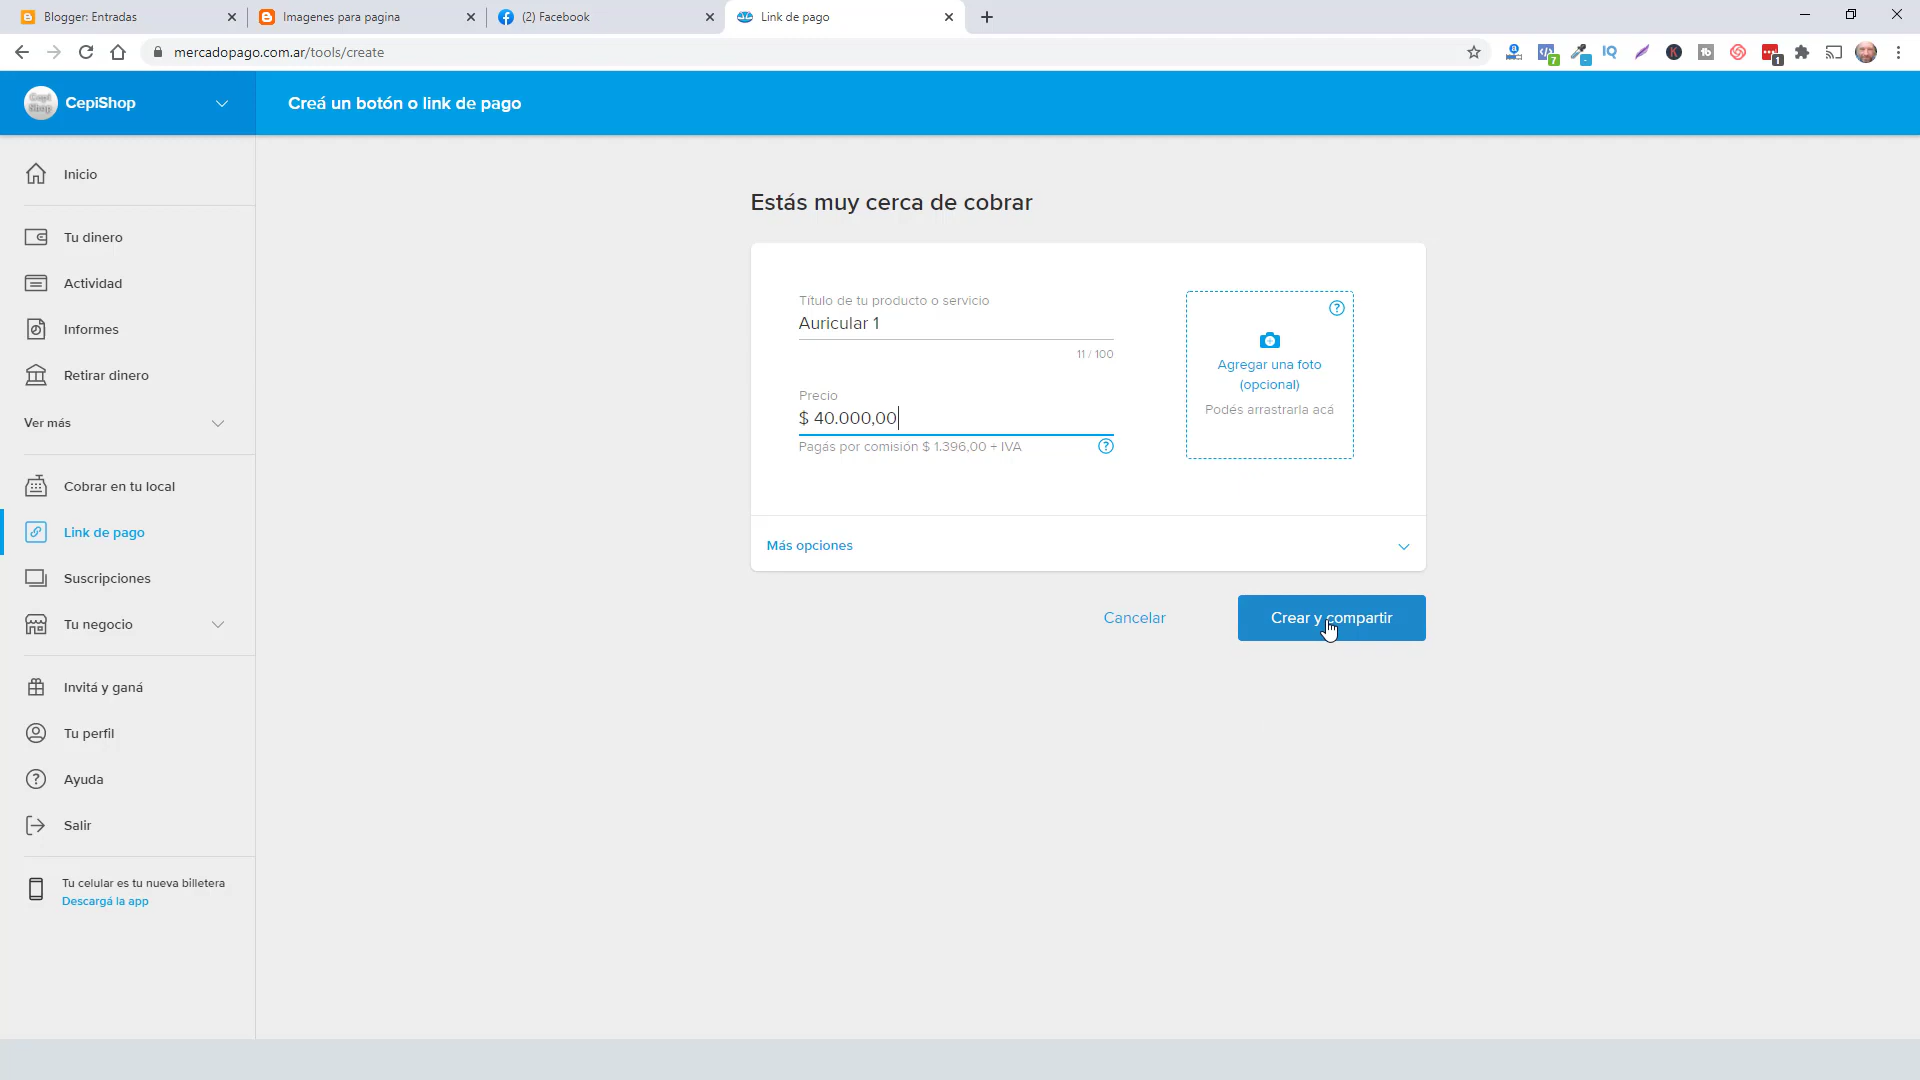 Blogger: Entradas
Imagenes para pagina
(2) Facebook
Link de pago
mercadopago.com.ar/tools/create
CepiShop
Creá un botón o link de pago
Inicio
Tu dinero
Actividad
Informes
Retirar dinero
Ver más
Cobrar en tu local
Link de pago
Suscripciones
Tu negocio
Invitá y ganá
Tu perfil
Ayuda
Salir
Tu celular es tu nueva billetera
Descargá la app
Estás muy cerca de cobrar
Título de tu producto o servicio
Auricular 1
11 / 100
Precio
$ 40.000,00
Pagás por comisión $ 1.396,00 + IVA
Agregar una foto
(opcional)
Podés arrastrarla acá
Más opciones
Cancelar
Crear y compartir